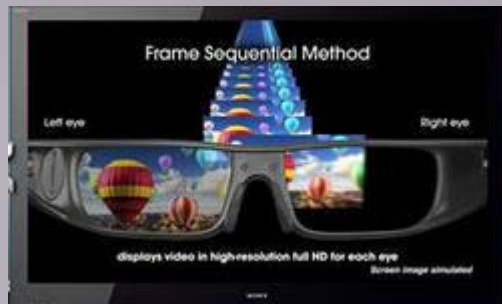 Frame Sequential Method
Left eye
Right eye
displays video in high-resolution full HD for each eye
Screen image simulated
SONY